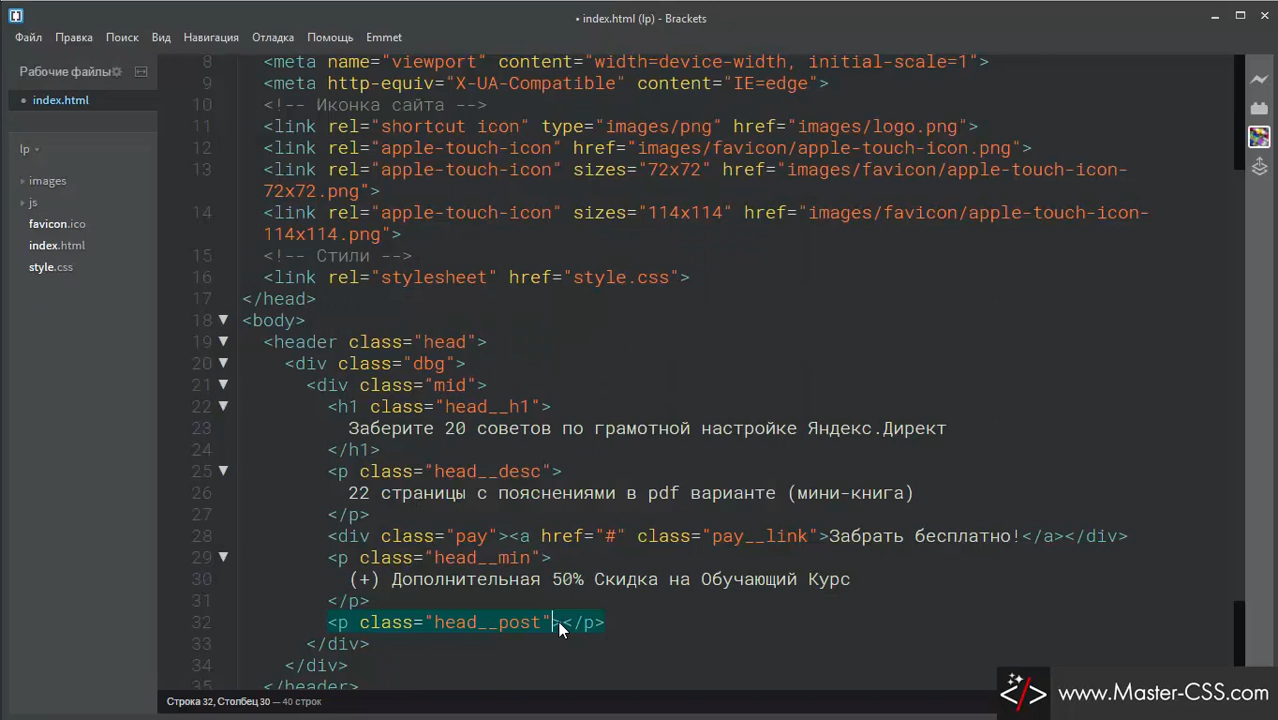 • index.html (lp) - Brackets
Файл Правка Поиск Вид Навигация Отладка Помощь Emmet
Рабочие файлы
• index.html
lp
images
js
favicon.ico
index.html
style.css
8 <meta name="viewport" content="width=device-width, initial-scale=1">
9 <meta http-equiv="X-UA-Compatible" content="IE=edge">
10 <!-- Иконка сайта -->
11 <link rel="shortcut icon" type="images/png" href="images/logo.png">
12 <link rel="apple-touch-icon" href="images/favicon/apple-touch-icon.png">
13 <link rel="apple-touch-icon" sizes="72x72" href="images/favicon/apple-touch-icon-
72x72.png">
14 <link rel="apple-touch-icon" sizes="114x114" href="images/favicon/apple-touch-icon-
114x114.png">
15 <!-- Стили -->
16 <link rel="stylesheet" href="style.css">
17 </head>
18 <body>
19 <header class="head">
20 <div class="dbg">
21 <div class="mid">
22 <h1 class="head__h1">
23 Заберите 20 советов по грамотной настройке Яндекс.Директ
24 </h1>
25 <p class="head__desc">
26 22 страницы с пояснениями в pdf варианте (мини-книга)
27 </p>
28 <div class="pay"><a href="#" class="pay__link">Забрать бесплатно!</a></div>
29 <p class="head__min">
30 (+) Дополнительная 50% Скидка на Обучающий Курс
31 </p>
32 <p class="head__post"></p>
33 </div>
34 </div>
35 </header>
Строка 32, Столбец 30 — 40 строк
</> www.Master-CSS.com